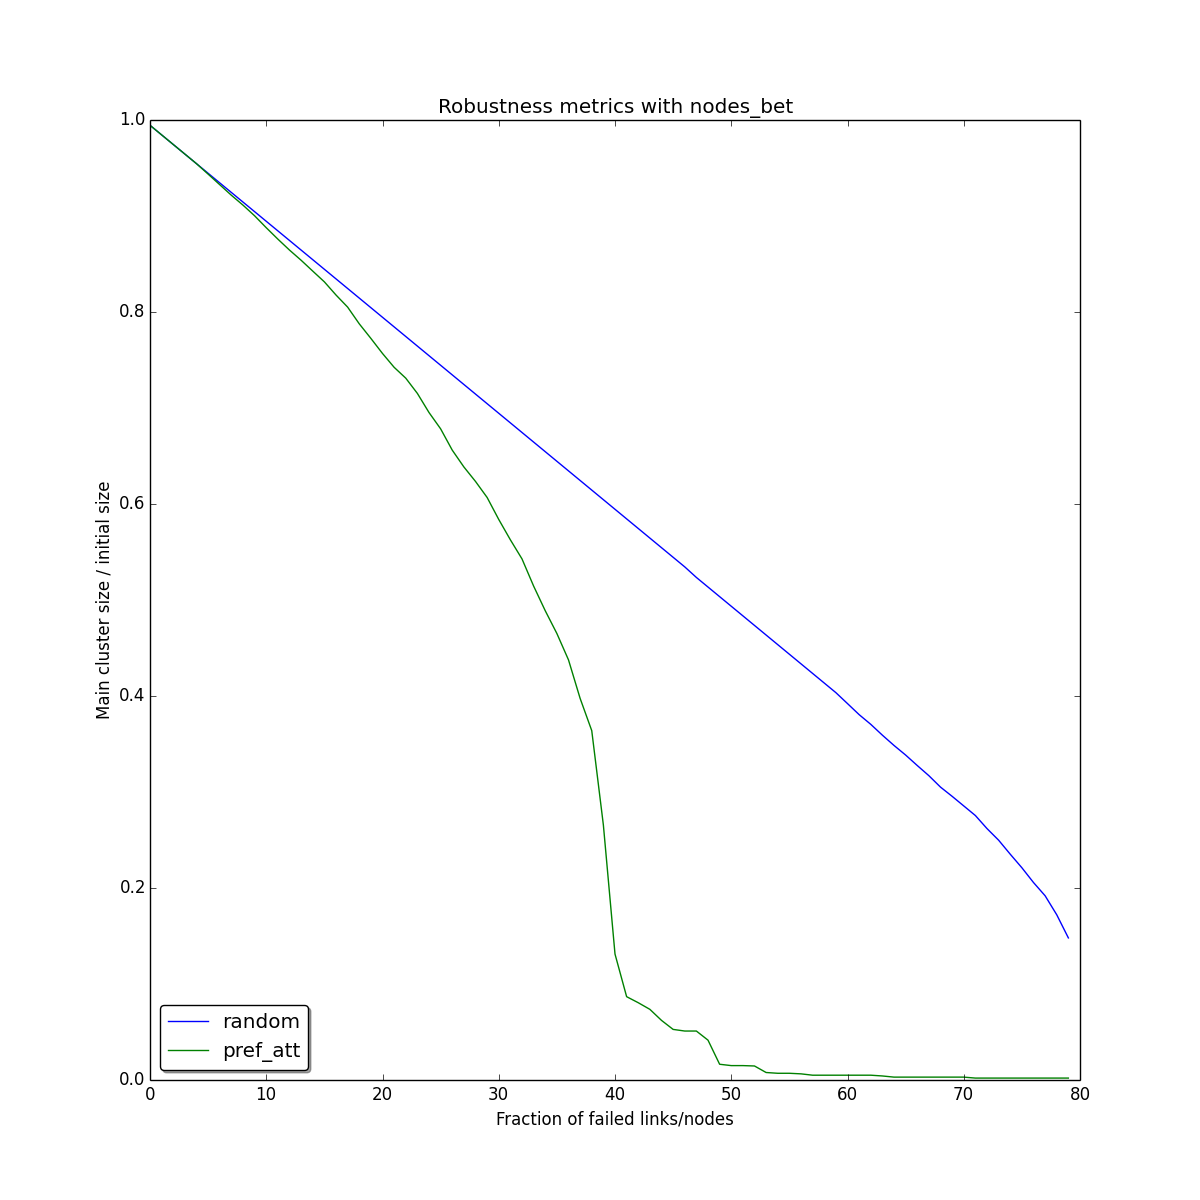 Robustness metrics with nodes_bet
1.0
0.8
0.6
0.4
0.2
0.0
Main cluster size / initial size
random
pref_att
0 10 20 30 40 50 60 70 80
Fraction of failed links/nodes